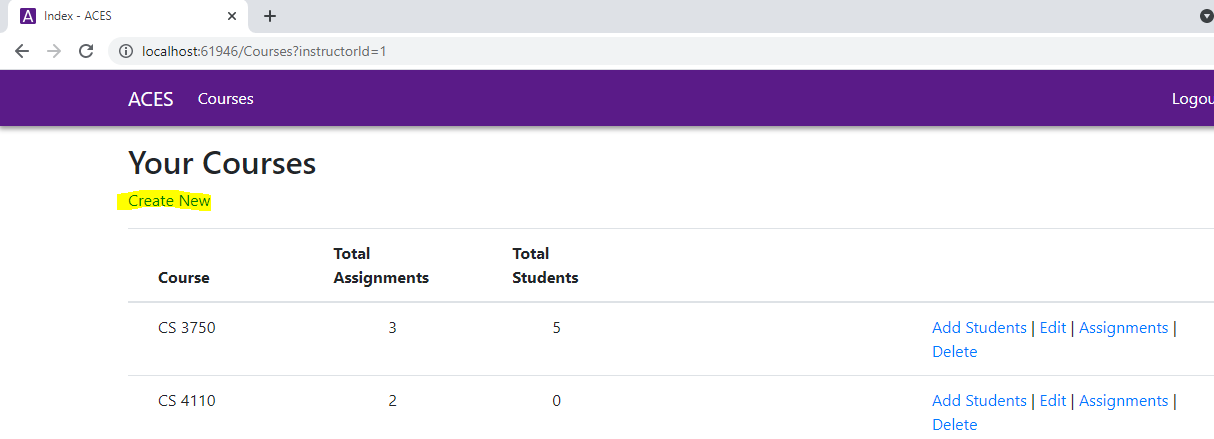 A Index - ACES
localhost:61946/Courses?instructorId=1
ACES Courses Logou
Your Courses
Create New
Course Total Assignments Total Students
CS 3750 3 5 Add Students | Edit | Assignments |
Delete
CS 4110 2 0 Add Students | Edit | Assignments |
Delete